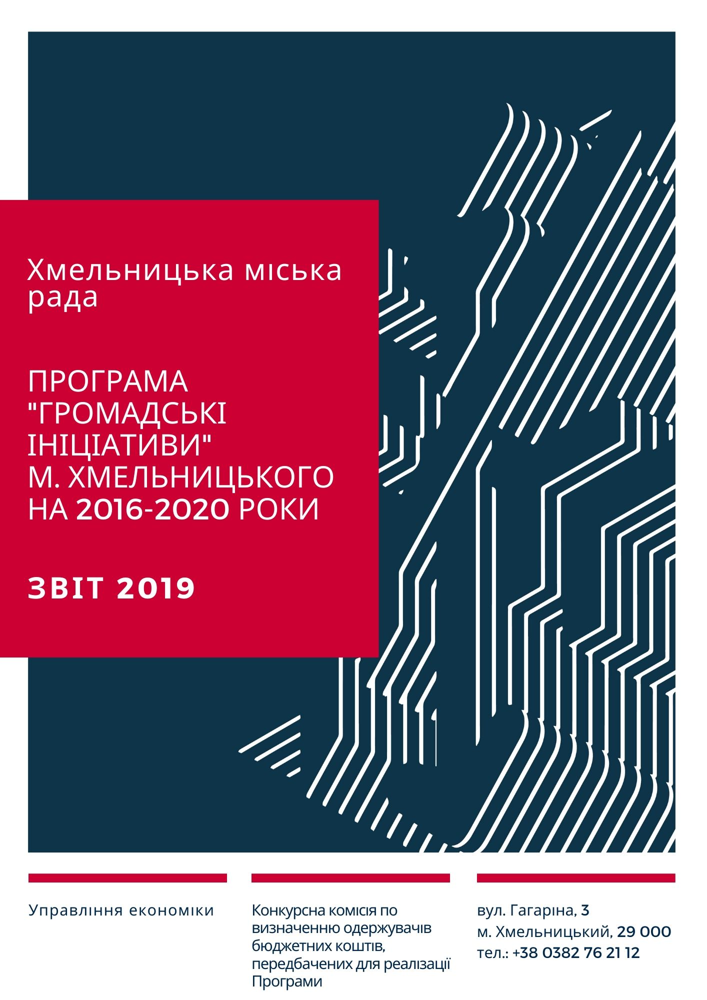 Хмельницька міська
рада
ПРОГРАМА
"ГРОМАДСЬКІ
ІНІЦІАТИВИ"
М. ХМЕЛЬНИЦЬКОГО
НА 2016-2020 РОКИ
ЗВІТ 2019
Управління економіки
Конкурсна комісія по
визначенню одержувачів
бюджетних коштів,
передбачених для реалізації
Програми
вул. Гагаріна, 3
м. Хмельницький, 29 000
тел.: +38 0382 76 21 12